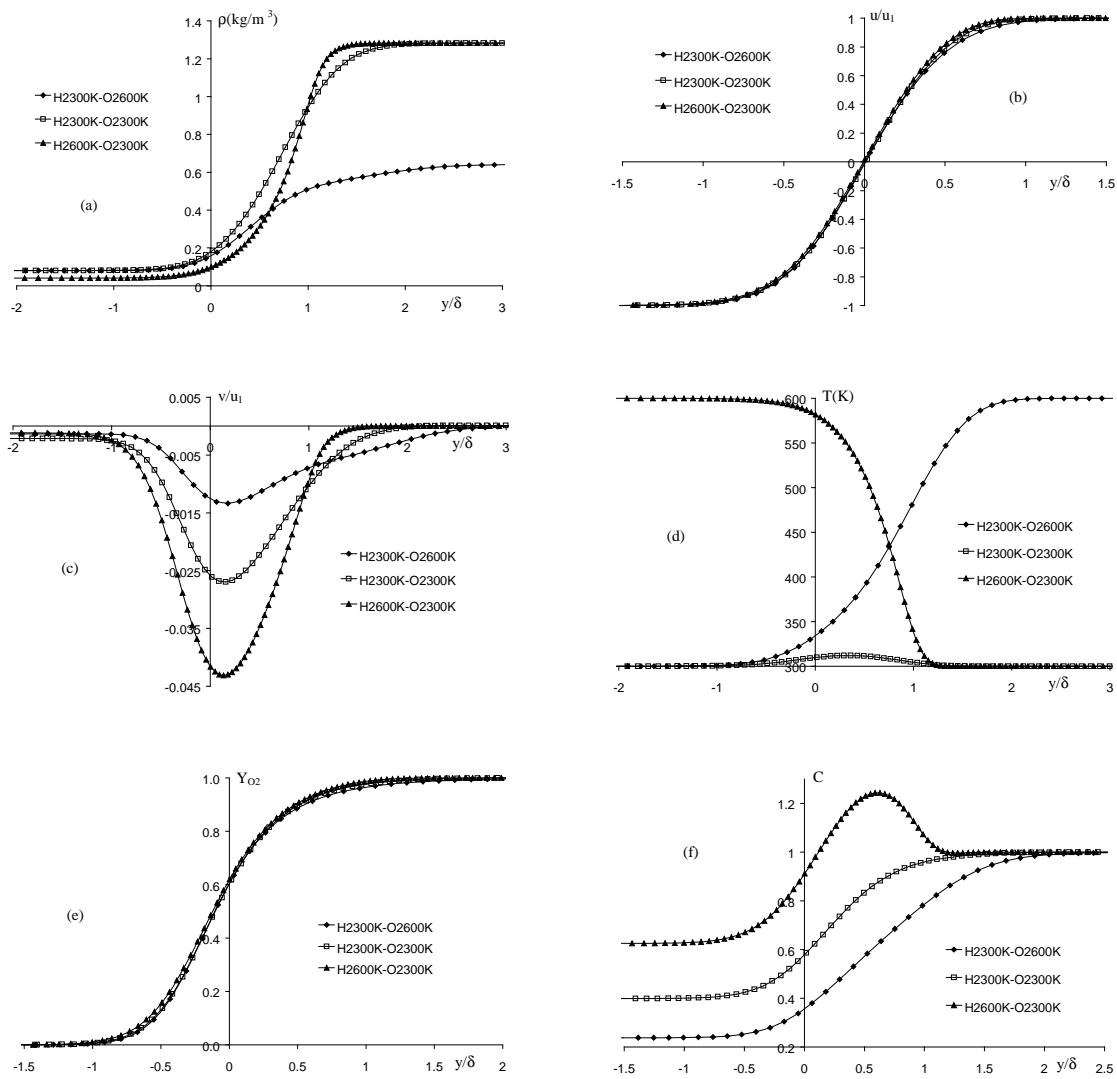 ρ(kg/m³)
1.4
1.2
1
0.8
0.6
0.4
0.2
0
-2
-1
0
1
2
3
y/δ
H2300K-O2600K
H2300K-O2300K
H2600K-O2300K
(a)
u/u₁
1
0.8
0.6
0.4
0.2
0
-0.2
-0.4
-0.6
-0.8
-1
-1.5
-1
-0.5
0
0.5
1
1.5
y/δ
H2300K-O2600K
H2300K-O2300K
H2600K-O2300K
(b)
v/u₁
0.005
-0.005
-0.015
-0.025
-0.035
-0.045
-2
-1
0
1
2
3
y/δ
H2300K-O2600K
H2300K-O2300K
H2600K-O2300K
(c)
T(K)
600
550
500
450
400
350
300
-2
-1
0
1
2
3
y/δ
H2300K-O2600K
H2300K-O2300K
H2600K-O2300K
(d)
Y_O2
1.0
0.8
0.6
0.4
0.2
0.0
-1.5
-1
-0.5
0
0.5
1
1.5
2
y/δ
H2300K-O2600K
H2300K-O2300K
H2600K-O2300K
(e)
C
1.2
1
0.8
0.6
0.4
0.2
-1.5
-1
-0.5
0
0.5
1
1.5
2
2.5
y/δ
H2300K-O2600K
H2300K-O2300K
H2600K-O2300K
(f)